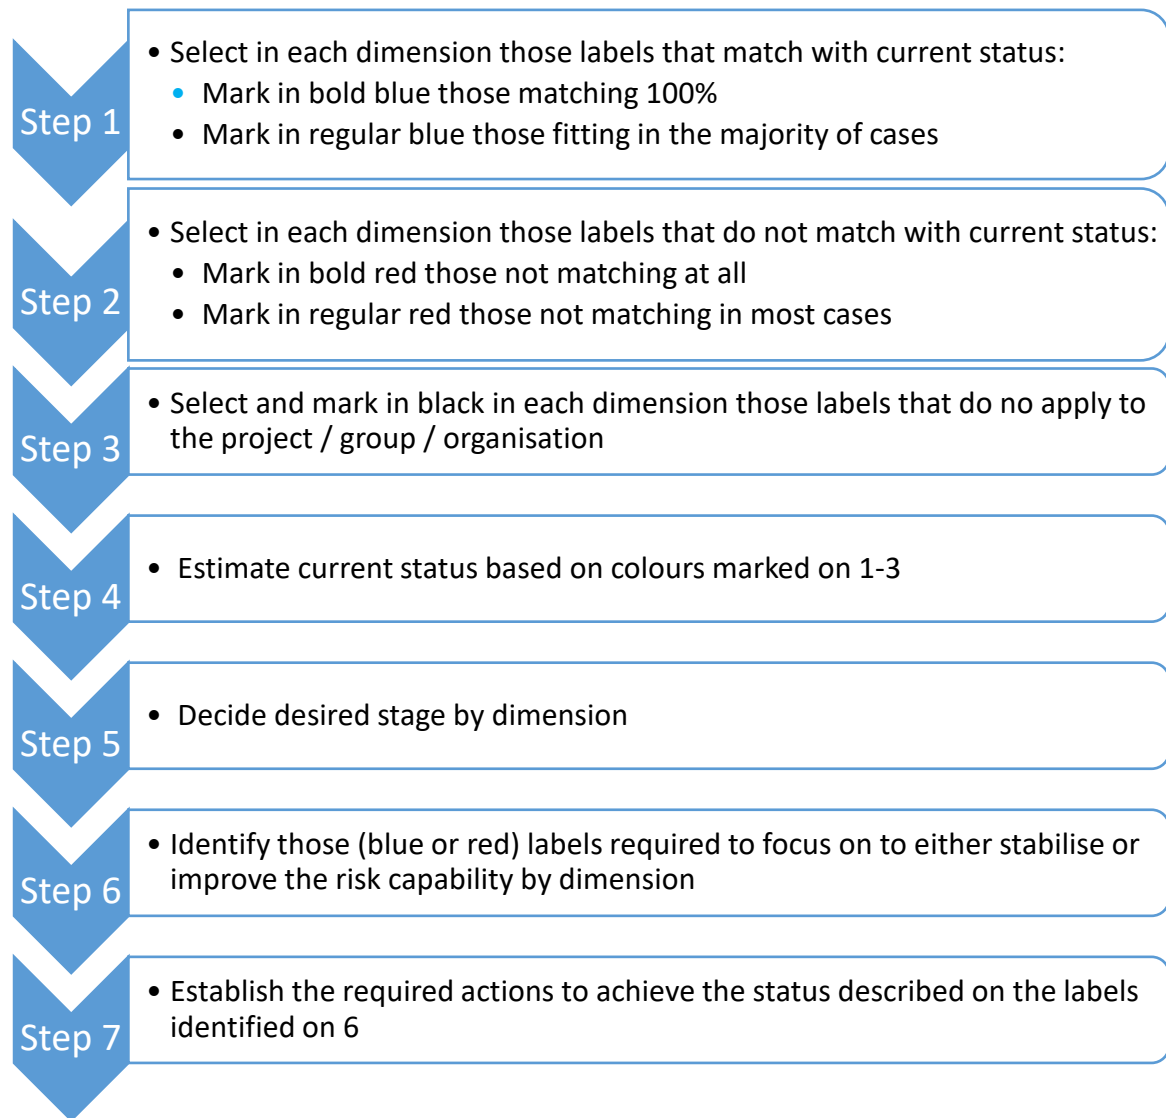 Step 1
• Select in each dimension those labels that match with current status:
• Mark in bold blue those matching 100%
• Mark in regular blue those fitting in the majority of cases
Step 2
• Select in each dimension those labels that do not match with current status:
• Mark in bold red those not matching at all
• Mark in regular red those not matching in most cases
Step 3
• Select and mark in black in each dimension those labels that do no apply to
the project / group / organisation
Step 4
• Estimate current status based on colours marked on 1-3
Step 5
• Decide desired stage by dimension
Step 6
• Identify those (blue or red) labels required to focus on to either stabilise or
improve the risk capability by dimension
Step 7
• Establish the required actions to achieve the status described on the labels
identified on 6